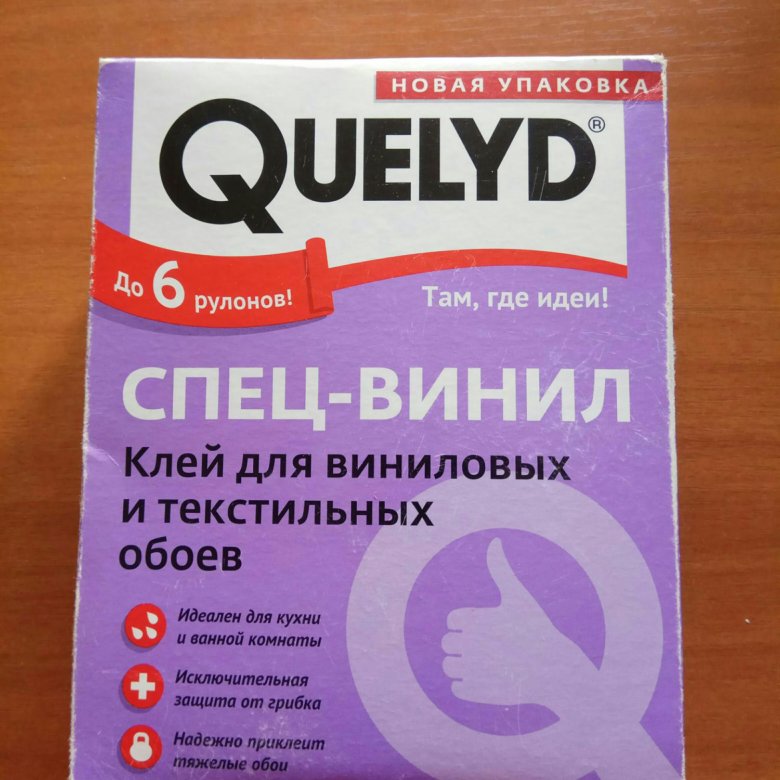 НОВАЯ УПАКОВКА
QUELYD®
До 6 рулонов!
Там, где идеи!
СПЕЦ-ВИНИЛ
Клей для виниловых
и текстильных
обоев
Идеален для кухни
и ванной комнаты
Исключительная
защита от грибка
Надежно приклеит
тяжелые обои